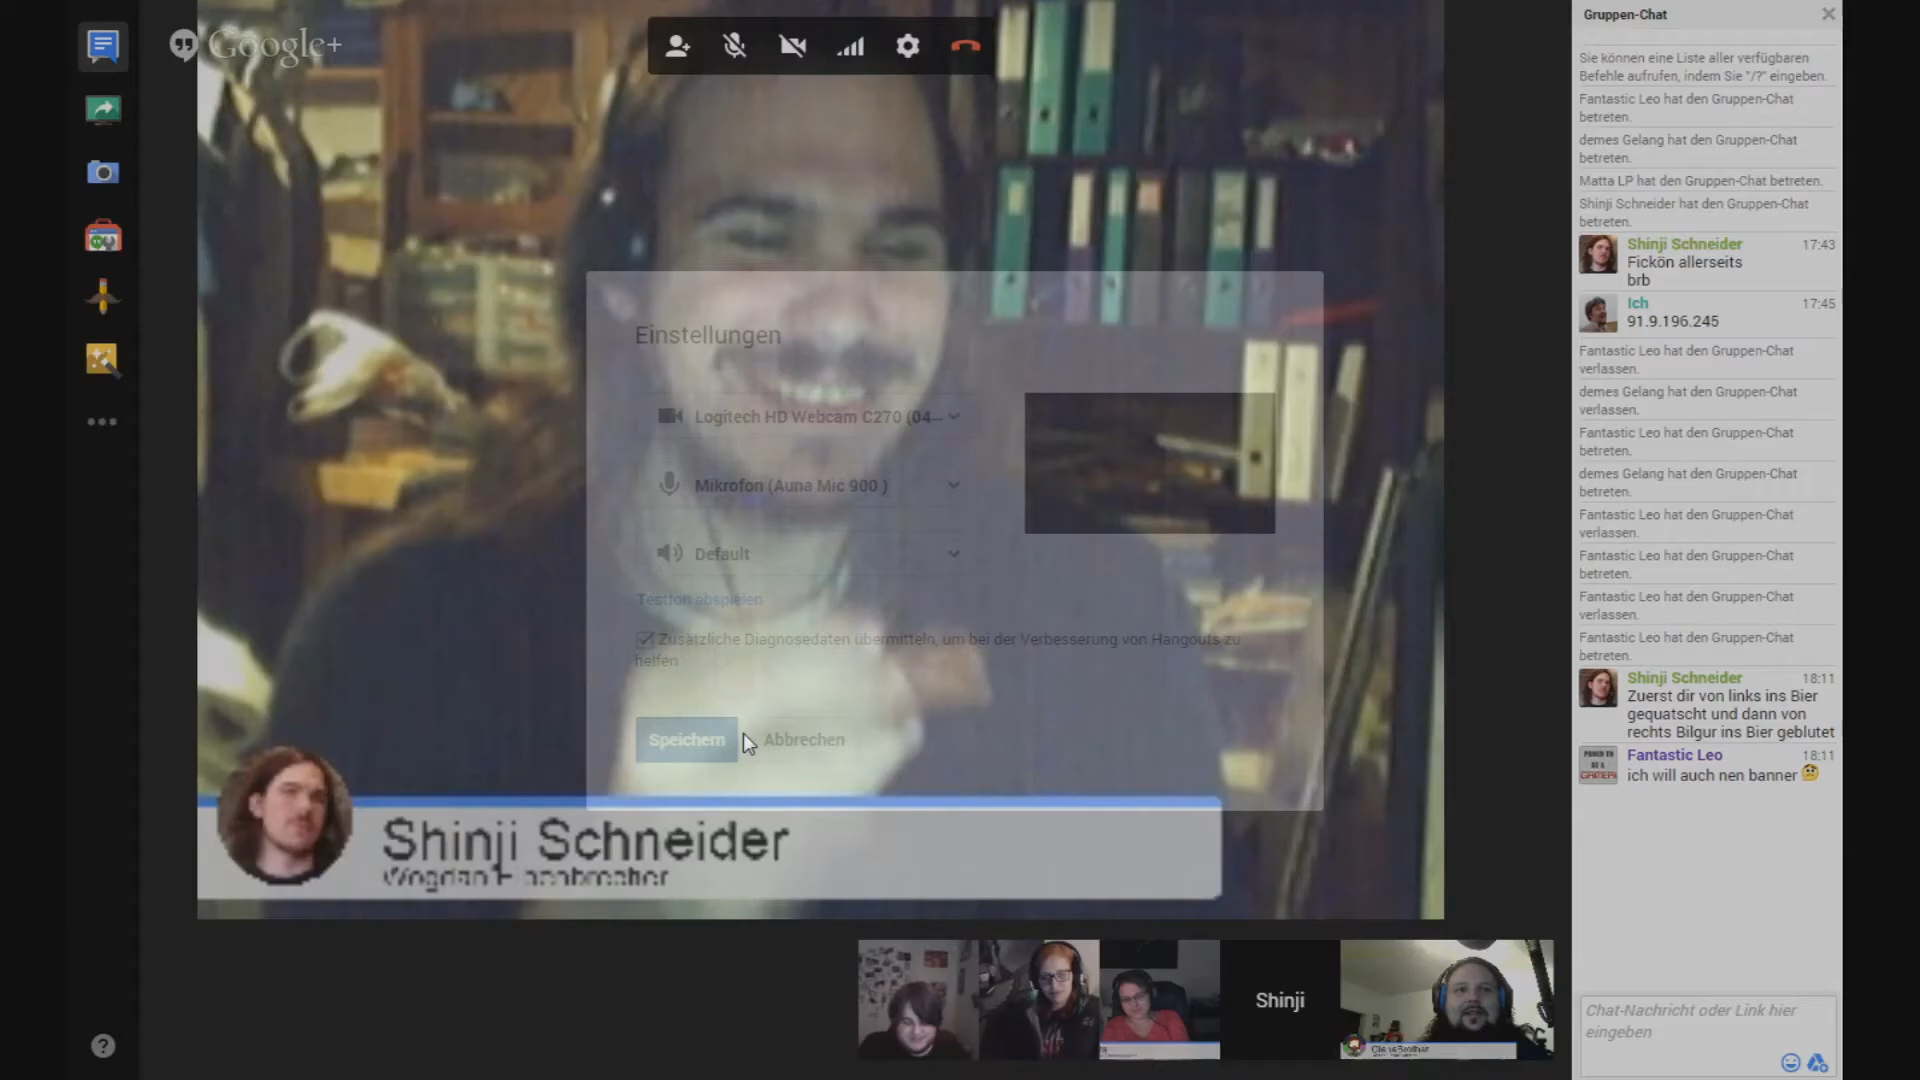 Google+
Einstellungen
Logitech HD Webcam C270 (04...
Mikrofon (Auna Mic 900 )
Default
Testton abspielen
Zusätzliche Diagnosedaten übermitteln, um bei der Verbesserung von Hangouts zu
helfen
Speichern
Abbrechen
Shinji Schneider
Shinji
Gruppen-Chat
Sie können eine Liste aller verfügbaren
Befehle aufrufen, indem Sie "/?" eingeben.
Fantastic Leo hat den Gruppen-Chat
betreten.
demes Gelang hat den Gruppen-Chat
betreten.
Matta LP hat den Gruppen-Chat betreten.
Shinji Schneider hat den Gruppen-Chat
betreten.
Shinji Schneider 17:43
Fickön allerseits
brb
Ich 17:45
91.9.196.245
Fantastic Leo hat den Gruppen-Chat
verlassen.
demes Gelang hat den Gruppen-Chat
verlassen.
Fantastic Leo hat den Gruppen-Chat
betreten.
demes Gelang hat den Gruppen-Chat
betreten.
Fantastic Leo hat den Gruppen-Chat
verlassen.
Fantastic Leo hat den Gruppen-Chat
betreten.
Fantastic Leo hat den Gruppen-Chat
verlassen.
Fantastic Leo hat den Gruppen-Chat
betreten.
Shinji Schneider 18:11
Zuerst dir von links ins Bier
gequatscht und dann von
rechts Bilgur ins Bier geblutet
PROUD TO
BE A
GAMER!
Fantastic Leo 18:11
ich will auch nen banner
Chat-Nachricht oder Link hier
eingeben